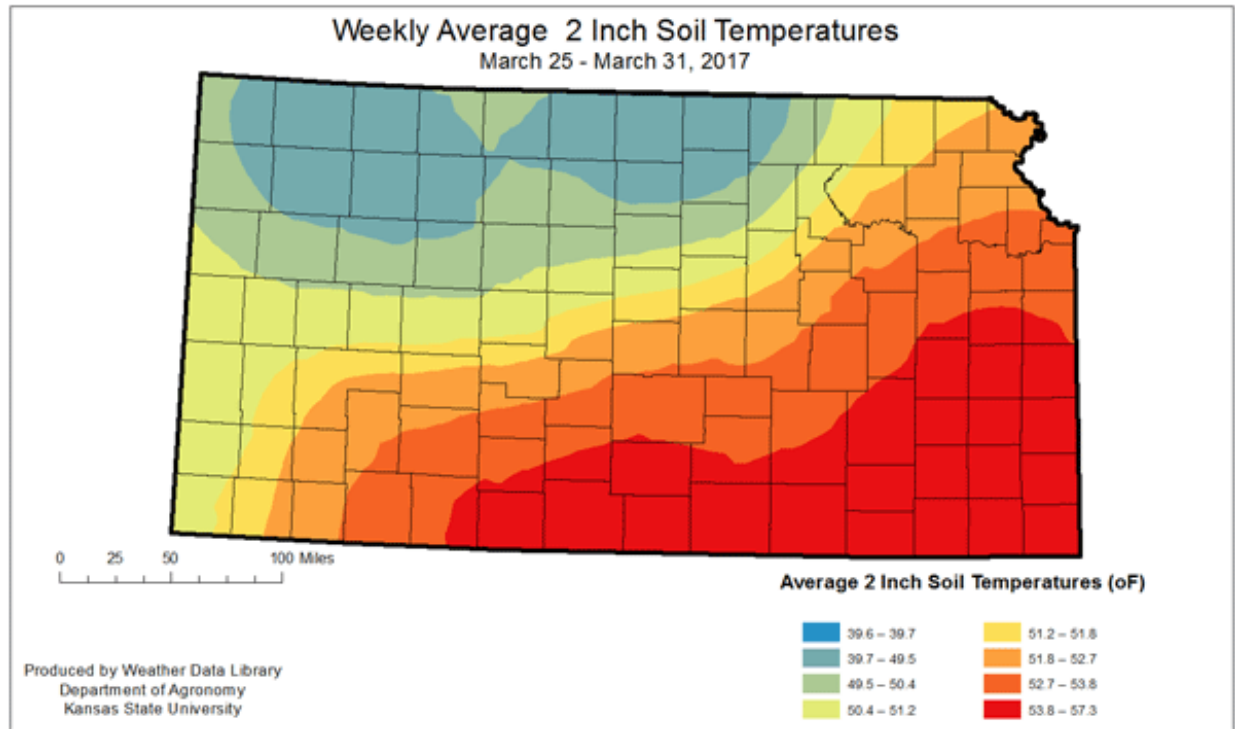 Weekly Average 2 Inch Soil Temperatures
March 25 - March 31, 2017
0 25 50 100 Miles
Average 2 Inch Soil Temperatures (oF)
39.6 – 39.7
39.7 – 49.5
49.5 – 50.4
50.4 – 51.2
51.2 – 51.8
51.8 – 52.7
52.7 – 53.8
53.8 – 57.3
Produced by Weather Data Library
Department of Agronomy
Kansas State University